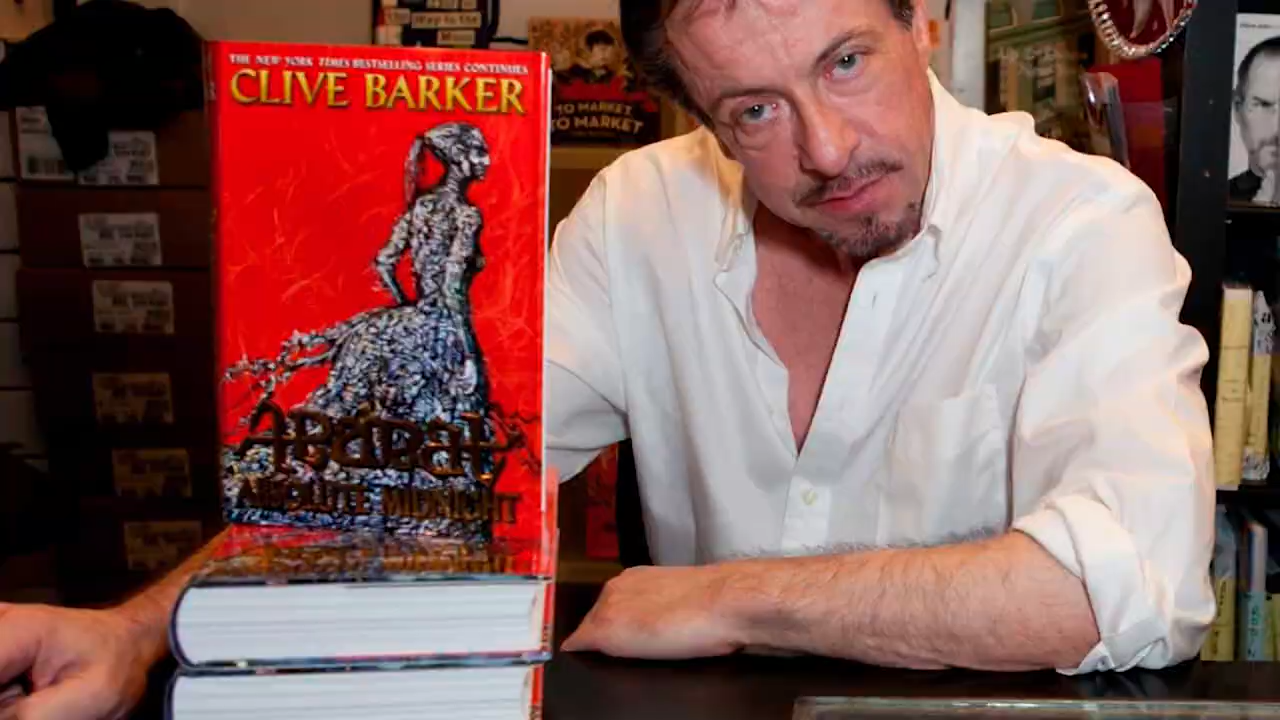 THE NEW YORK TIMES BESTSELLING SERIES CONTINUES
CLIVE BARKER
Abarat
ABSOLUTE MIDNIGHT
TO MARKET
TO MARKET